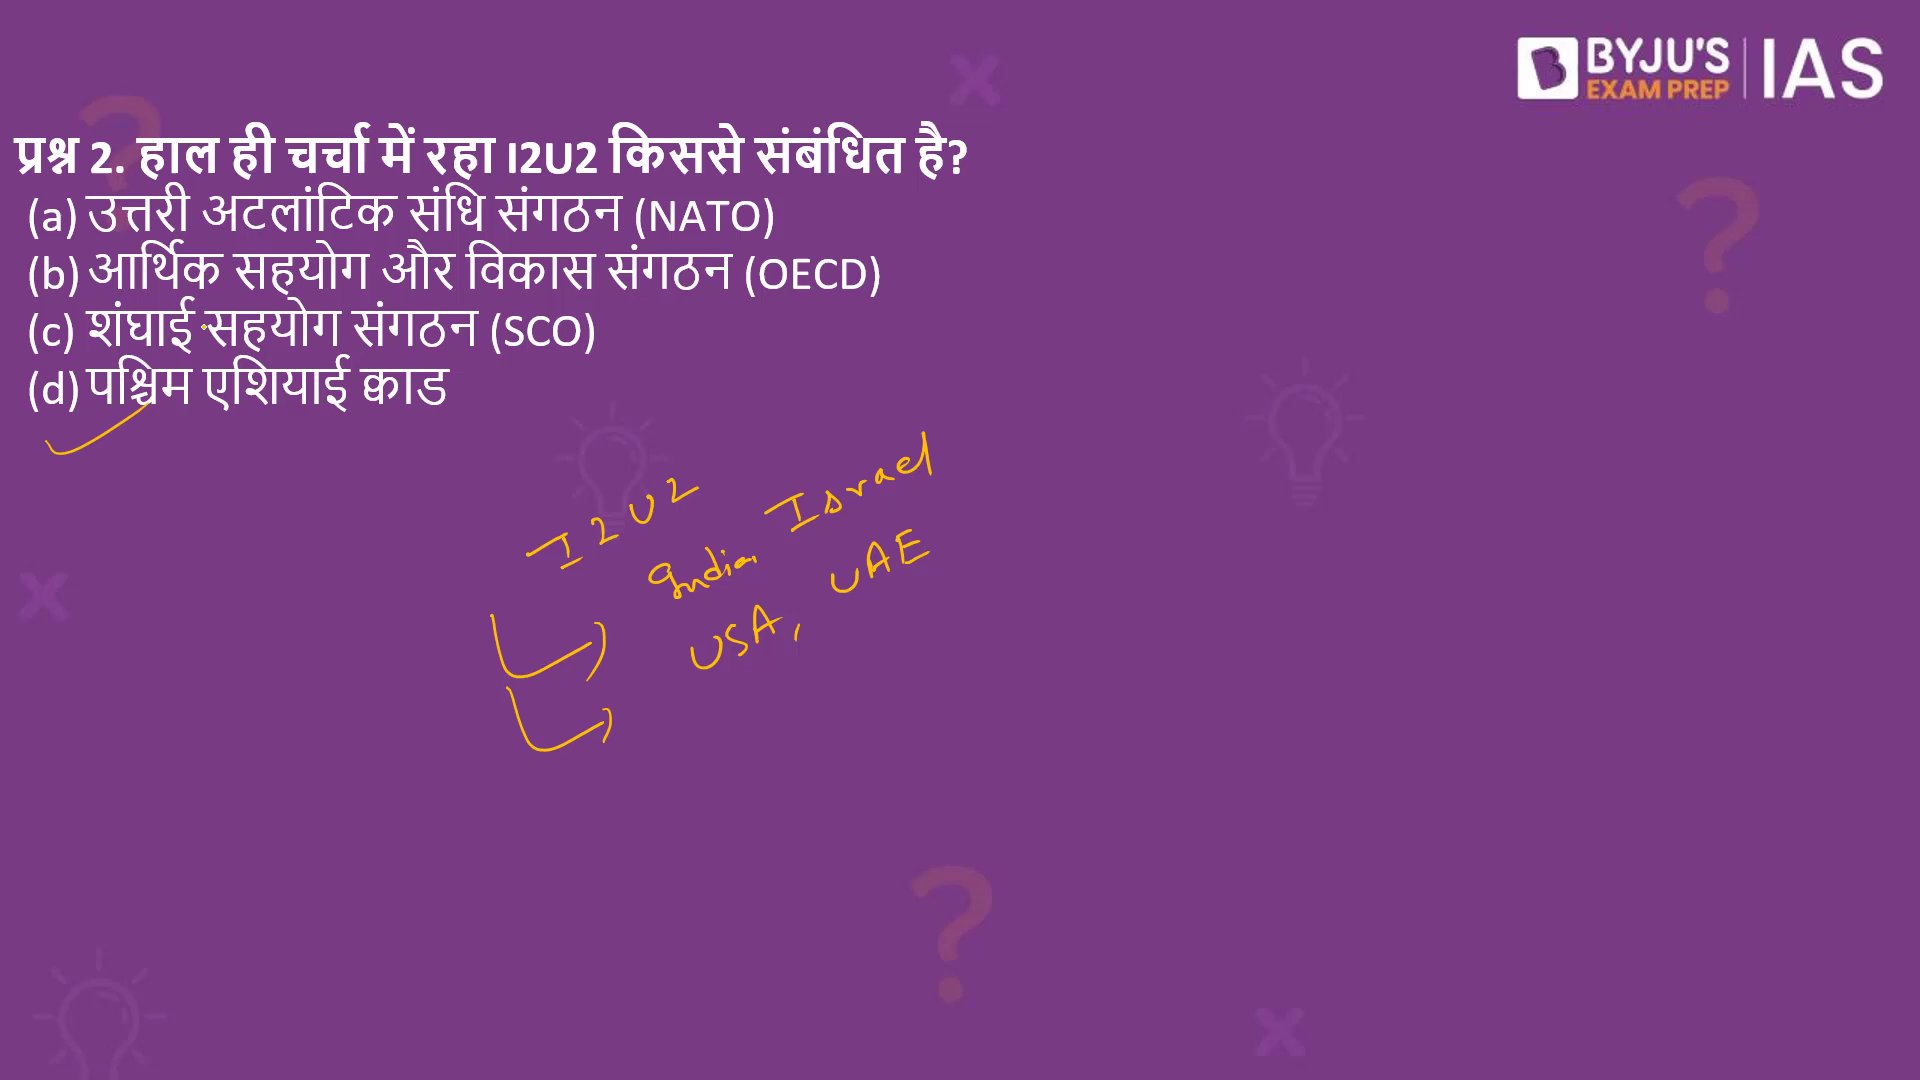 BYJU'S
EXAM PREP
IAS
प्रश्न 2. हाल ही चर्चा में रहा I2U2 किससे संबंधित है?
(a) उत्तरी अटलांटिक संधि संगठन (NATO)
(b) आर्थिक सहयोग और विकास संगठन (OECD)
(c) शंघाई सहयोग संगठन (SCO)
(d) पश्चिम एशियाई क्वाड
I2U2
India Israel
USA, UAE